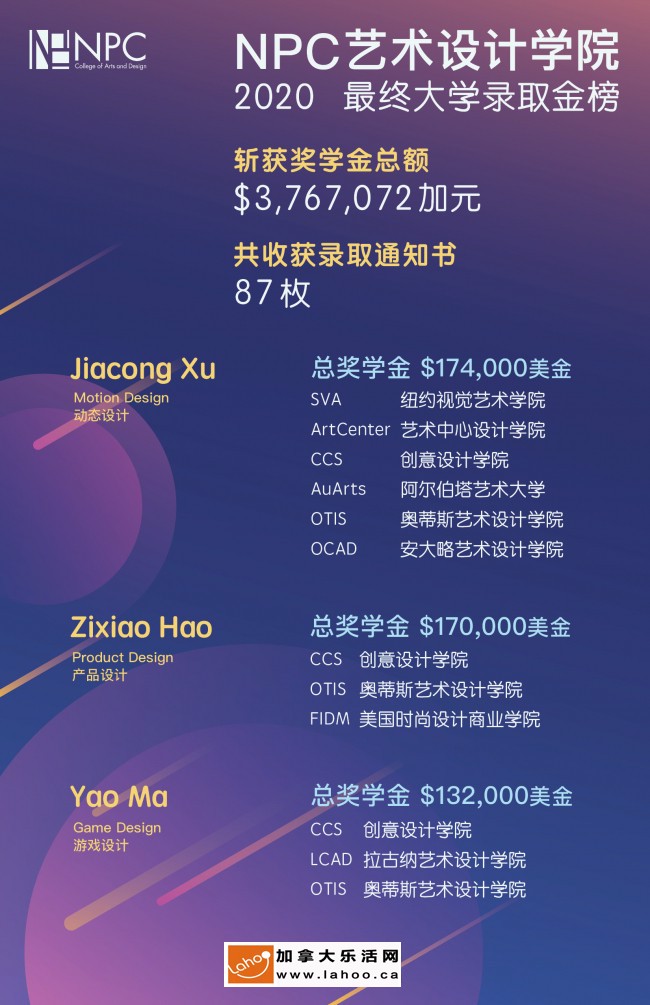 NPC
College of Arts and Design
NPC艺术设计学院
2020 最终大学录取金榜
斩获奖学金总额
$3,767,072加元
共收获录取通知书
87枚
Jiacong Xu
Motion Design
动态设计
总奖学金 $174,000美金
SVA 纽约视觉艺术学院
ArtCenter 艺术中心设计学院
CCS 创意设计学院
AuArts 阿尔伯塔艺术大学
OTIS 奥蒂斯艺术设计学院
OCAD 安大略艺术设计学院
Zixiao Hao
Product Design
产品设计
总奖学金 $170,000美金
CCS 创意设计学院
OTIS 奥蒂斯艺术设计学院
FIDM 美国时尚设计商业学院
Yao Ma
Game Design
游戏设计
总奖学金 $132,000美金
CCS 创意设计学院
LCAD 拉古纳艺术设计学院
OTIS 奥蒂斯艺术设计学院
Lahoo
加拿大乐活网
www.lahoo.ca